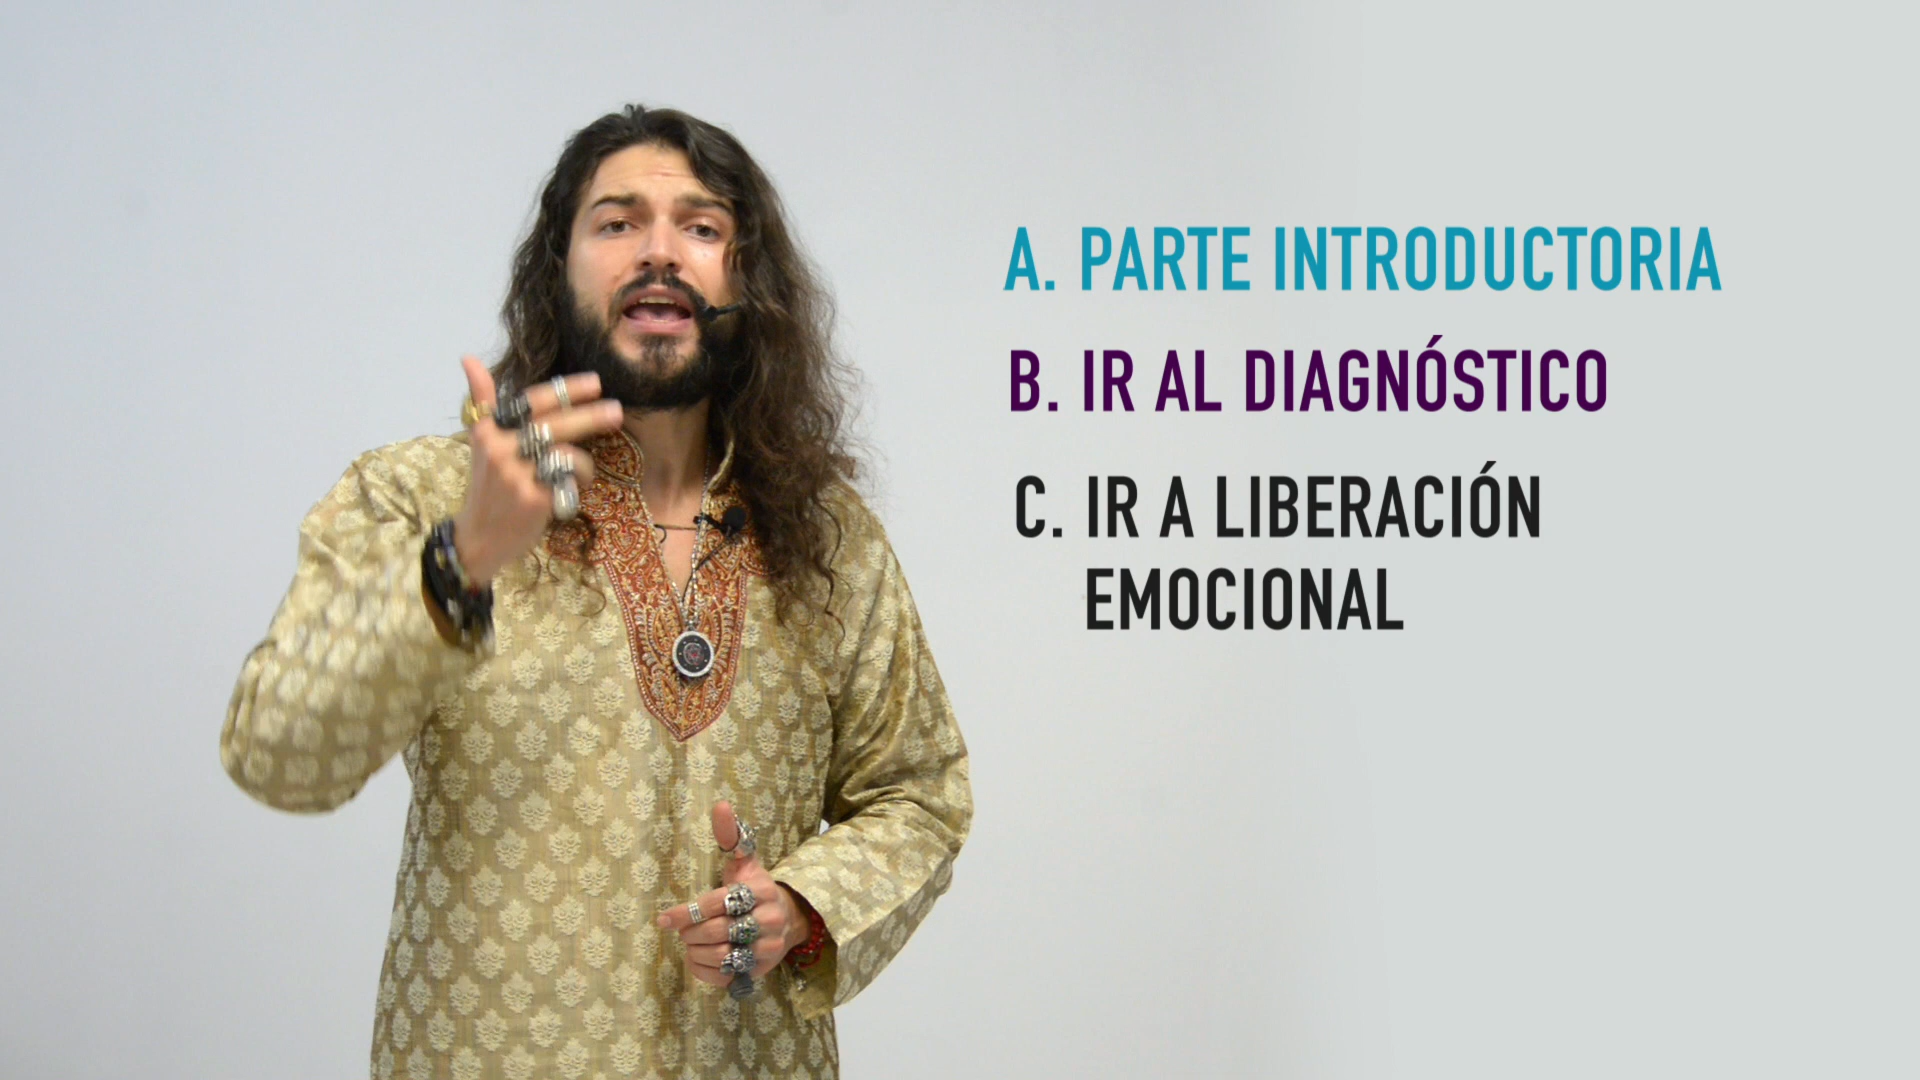 A. PARTE INTRODUCTORIA
B. IR AL DIAGNÓSTICO
C. IR A LIBERACIÓN
EMOCIONAL